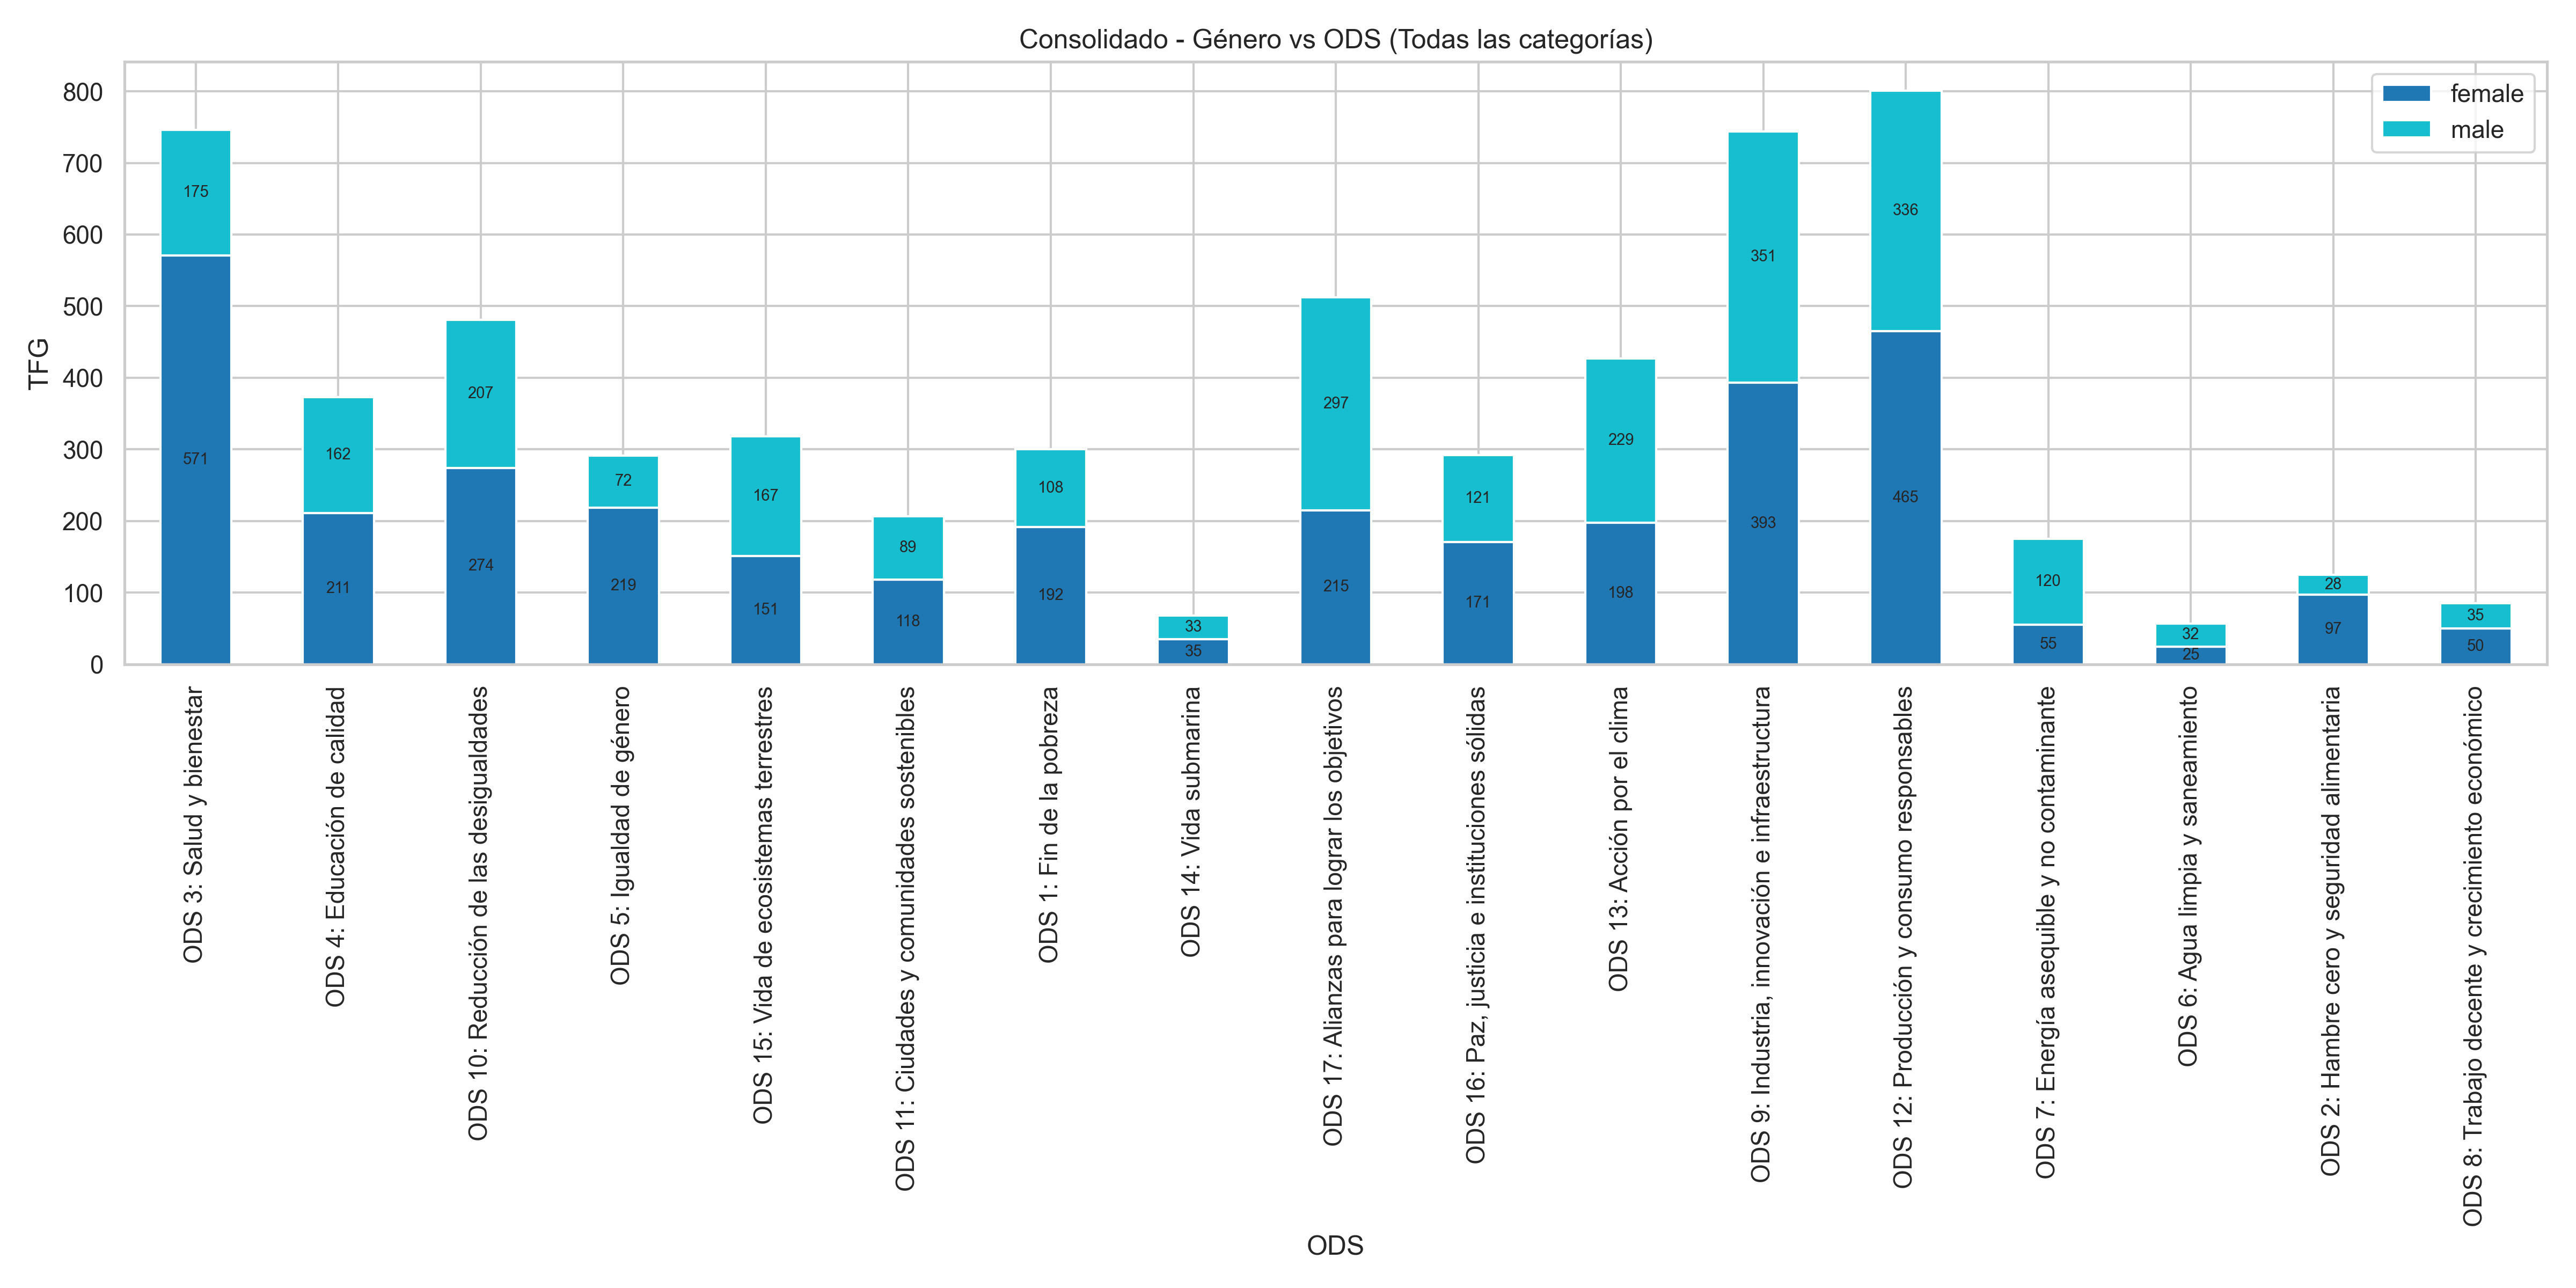 Consolidado - Género vs ODS (Todas las categorías)
female
male
TFG
800
700
600
500
400
300
200
100
0
175
571
162
211
207
274
72
219
167
151
89
118
108
192
33
35
297
215
121
171
229
198
351
393
336
465
120
55
32
25
28
97
35
50
ODS 3: Salud y bienestar
ODS 4: Educación de calidad
ODS 10: Reducción de las desigualdades
ODS 5: Igualdad de género
ODS 15: Vida de ecosistemas terrestres
ODS 11: Ciudades y comunidades sostenibles
ODS 1: Fin de la pobreza
ODS 14: Vida submarina
ODS 17: Alianzas para lograr los objetivos
ODS 16: Paz, justicia e instituciones sólidas
ODS 13: Acción por el clima
ODS 9: Industria, innovación e infraestructura
ODS 12: Producción y consumo responsables
ODS 7: Energía asequible y no contaminante
ODS 6: Agua limpia y saneamiento
ODS 2: Hambre cero y seguridad alimentaria
ODS 8: Trabajo decente y crecimiento económico
ODS